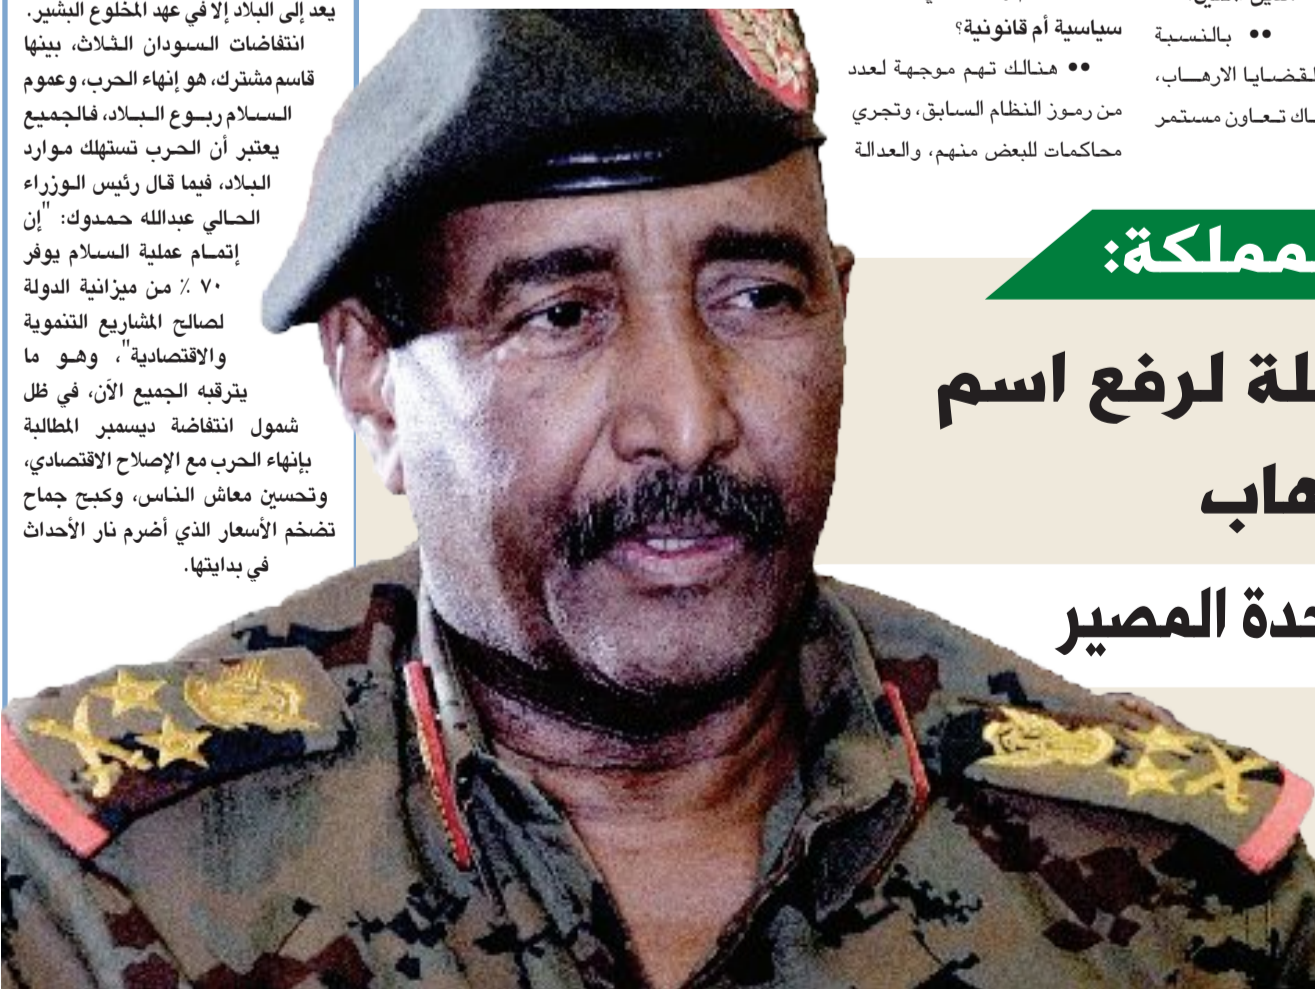 بالنسبة ••
لقضايا الارهاب،
تعاون مستمر
سياسية أم قانونية؟
•• هنالك تهم موجهة لعدد
من رموز النظام السابق، وتجري
محاكمات للبعض منهم، والعدالة
لرفع اسم
المصير
يعد إلى البلاد إلا في عهد المخلوع البشير.
انتفاضات السودان الثلاث، بينها
قاسم مشترك، هو إنهاء الحرب، وعموم
السلام ربوع البلاد، فالجميع
يعتبر أن الحرب تستهلك موارد
البلاد، فيما قال رئيس الوزراء
الحالي عبدالله حمدوك: "إن
إتمام عملية السلام يوفر
٧٠ ٪ من ميزانية الدولة
لصالح المشاريع التنموية
والاقتصادية"، وهو ما
يترقبه الجميع الآن، في ظل
شمول انتفاضة ديسمبر المطالبة
بإنهاء الحرب مع الإصلاح الاقتصادي،
وتحسين معاش الناس، وكبح جماح
تضخم الأسعار الذي أضرم نار الأحداث
في بدايتها.